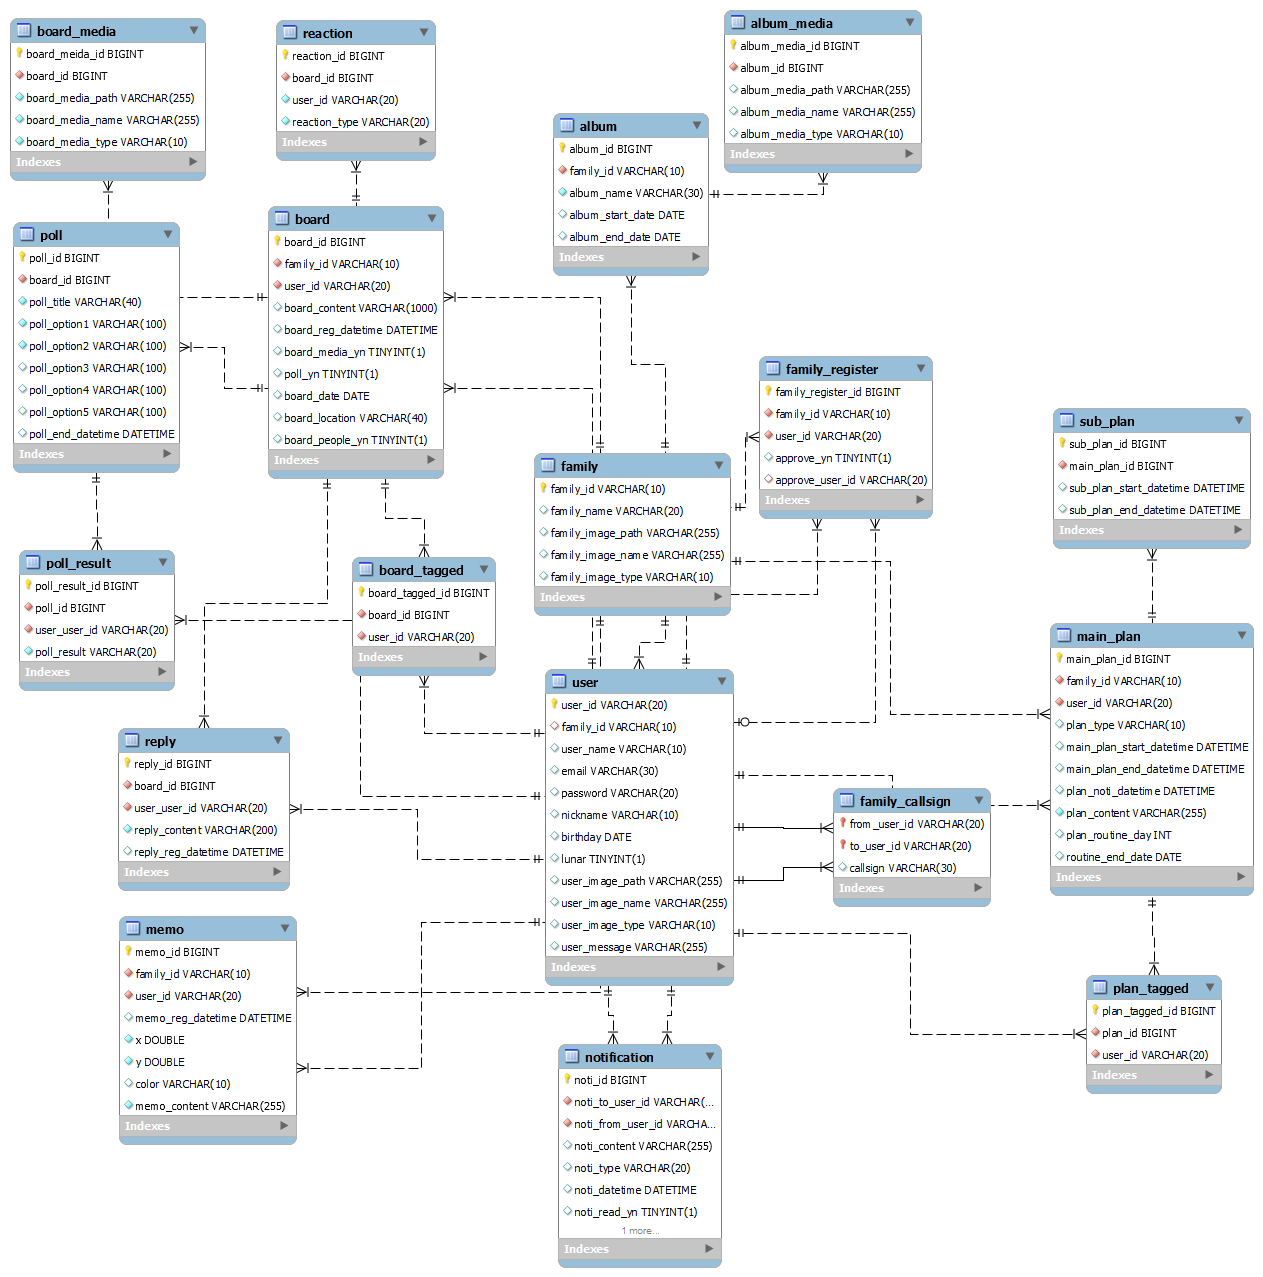 board_media
board_meida_id BIGINT
board_id BIGINT
board_media_path VARCHAR(255)
board_media_name VARCHAR(255)
board_media_type VARCHAR(10)
Indexes
reaction
reaction_id BIGINT
board_id BIGINT
user_id VARCHAR(20)
reaction_type VARCHAR(20)
Indexes
album_media
album_media_id BIGINT
album_id BIGINT
album_media_path VARCHAR(255)
album_media_name VARCHAR(255)
album_media_type VARCHAR(10)
Indexes
album
album_id BIGINT
family_id VARCHAR(10)
album_name VARCHAR(30)
album_start_date DATE
album_end_date DATE
Indexes
poll
poll_id BIGINT
board_id BIGINT
poll_title VARCHAR(40)
poll_option1 VARCHAR(100)
poll_option2 VARCHAR(100)
poll_option3 VARCHAR(100)
poll_option4 VARCHAR(100)
poll_option5 VARCHAR(100)
poll_end_datetime DATETIME
Indexes
board
board_id BIGINT
family_id VARCHAR(10)
user_id VARCHAR(20)
board_content VARCHAR(1000)
board_reg_datetime DATETIME
board_media_yn TINYINT(1)
poll_yn TINYINT(1)
board_date DATE
board_location VARCHAR(40)
board_people_yn TINYINT(1)
Indexes
family_register
family_register_id BIGINT
family_id VARCHAR(10)
user_id VARCHAR(20)
approve_yn TINYINT(1)
approve_user_id VARCHAR(20)
Indexes
sub_plan
sub_plan_id BIGINT
main_plan_id BIGINT
sub_plan_start_datetime DATETIME
sub_plan_end_datetime DATETIME
Indexes
family
family_id VARCHAR(10)
family_name VARCHAR(20)
family_image_path VARCHAR(255)
family_image_name VARCHAR(255)
family_image_type VARCHAR(10)
Indexes
poll_result
poll_result_id BIGINT
poll_id BIGINT
user_user_id VARCHAR(20)
poll_result VARCHAR(20)
Indexes
board_tagged
board_tagged_id BIGINT
board_id BIGINT
user_id VARCHAR(20)
Indexes
main_plan
main_plan_id BIGINT
family_id VARCHAR(10)
user_id VARCHAR(20)
plan_type VARCHAR(10)
main_plan_start_datetime DATETIME
main_plan_end_datetime DATETIME
plan_noti_datetime DATETIME
plan_content VARCHAR(255)
plan_routine_day INT
routine_end_date DATE
Indexes
user
user_id VARCHAR(20)
family_id VARCHAR(10)
user_name VARCHAR(10)
email VARCHAR(30)
password VARCHAR(20)
nickname VARCHAR(10)
birthday DATE
lunar TINYINT(1)
user_image_path VARCHAR(255)
user_image_name VARCHAR(255)
user_image_type VARCHAR(10)
user_message VARCHAR(255)
Indexes
reply
reply_id BIGINT
board_id BIGINT
user_user_id VARCHAR(20)
reply_content VARCHAR(200)
reply_reg_datetime DATETIME
Indexes
family_callsign
from_user_id VARCHAR(20)
to_user_id VARCHAR(20)
callsign VARCHAR(30)
Indexes
memo
memo_id BIGINT
family_id VARCHAR(10)
user_id VARCHAR(20)
memo_reg_datetime DATETIME
x DOUBLE
y DOUBLE
color VARCHAR(10)
memo_content VARCHAR(255)
Indexes
plan_tagged
plan_tagged_id BIGINT
plan_id BIGINT
user_id VARCHAR(20)
Indexes
notification
noti_id BIGINT
noti_to_user_id VARCHAR(...
noti_from_user_id VARCHA...
noti_content VARCHAR(255)
noti_type VARCHAR(20)
noti_datetime DATETIME
noti_read_yn TINYINT(1)
1 more...
Indexes